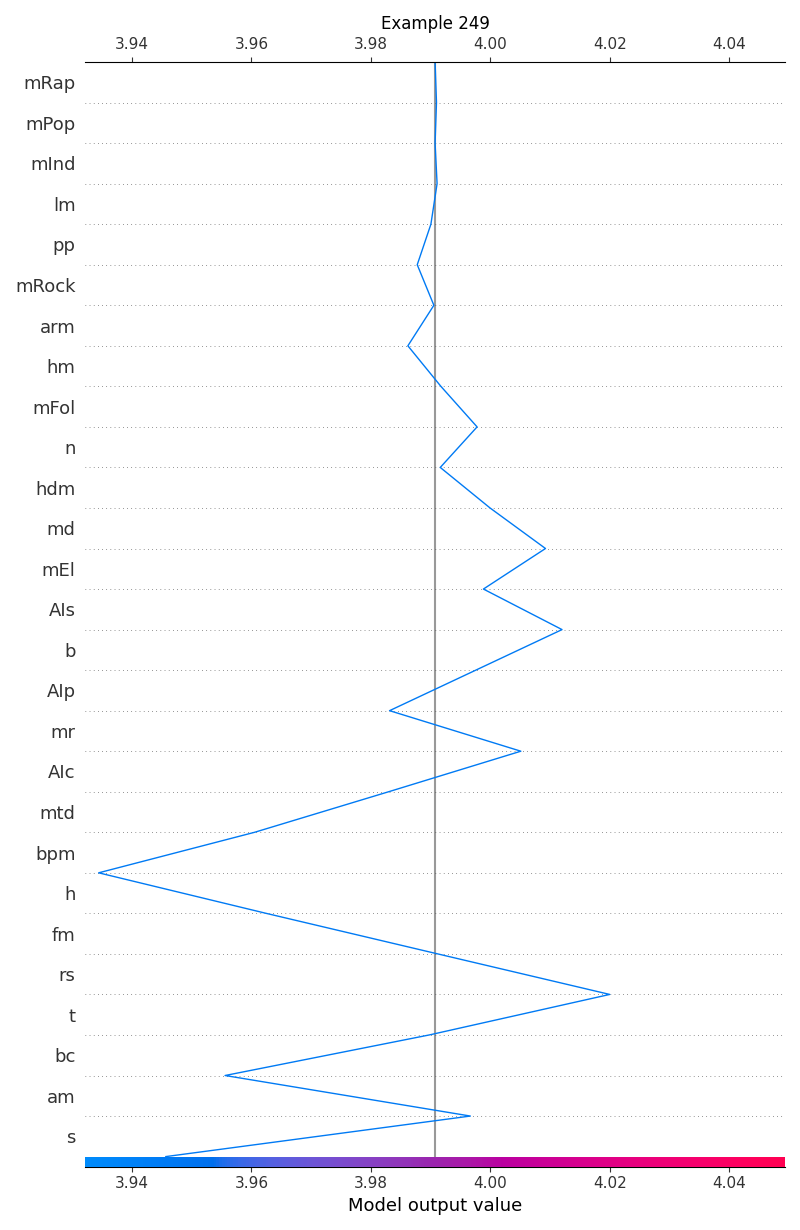 Example 249
3.94 3.96 3.98 4.00 4.02 4.04
mRap
mPop
mInd
lm
pp
mRock
arm
hm
mFol
n
hdm
md
mEl
AIs
b
AIp
mr
AIc
mtd
bpm
h
fm
rs
t
bc
am
s
3.94 3.96 3.98 4.00 4.02 4.04
Model output value